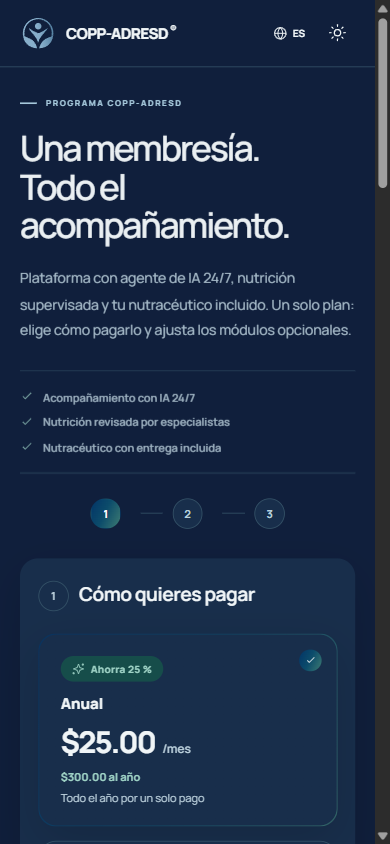 COPP-ADRESD®
ES
PROGRAMA COPP-ADRESD
Una membresía.
Todo el
acompañamiento.
Plataforma con agente de IA 24/7, nutrición
supervisada y tu nutracéutico incluido. Un solo plan:
elige cómo pagarlo y ajusta los módulos opcionales.
Acompañamiento con IA 24/7
Nutrición revisada por especialistas
Nutracéutico con entrega incluida
1 2 3
1 Cómo quieres pagar
Ahorra 25 %
Anual
$25.00 /mes
$300.00 al año
Todo el año por un solo pago